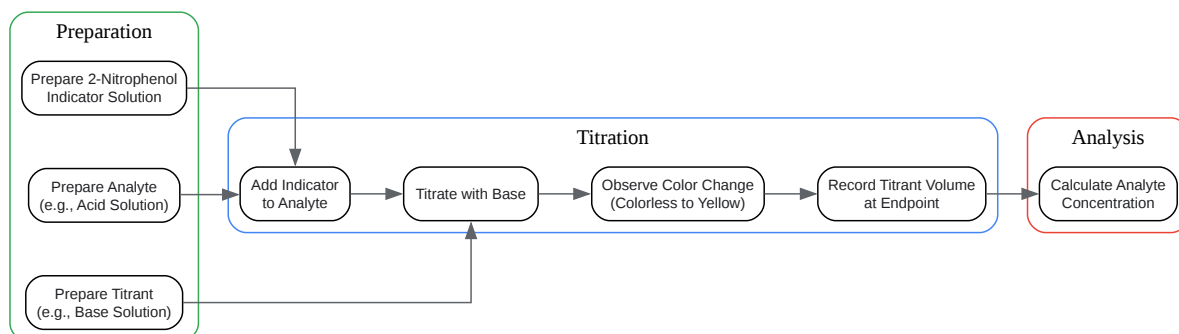 Preparation
Prepare 2-Nitrophenol
Indicator Solution
Prepare Analyte
(e.g., Acid Solution)
Prepare Titrant
(e.g., Base Solution)
Titration
Add Indicator
to Analyte
Titrate with Base
Observe Color Change
(Colorless to Yellow)
Record Titrant Volume
at Endpoint
Analysis
Calculate Analyte
Concentration